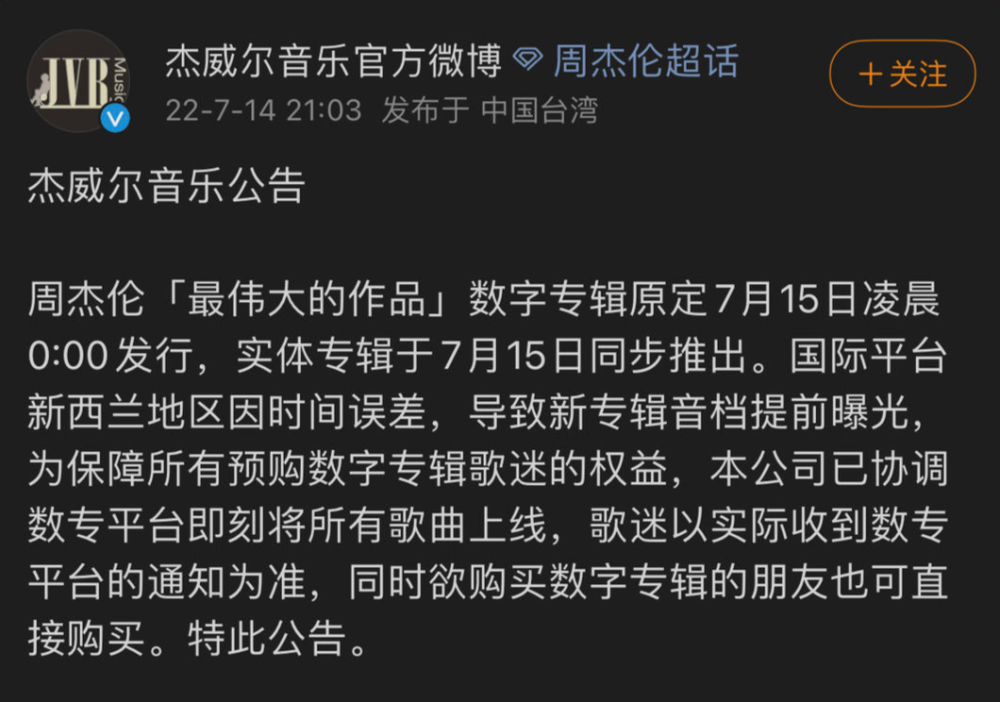 JVR Music
杰威尔音乐官方微博 周杰伦超话
+关注
22-7-14 21:03 发布于 中国台湾
杰威尔音乐公告
周杰伦「最伟大的作品」数字专辑原定7月15日凌晨
0:00发行，实体专辑于7月15日同步推出。国际平台
新西兰地区因时间误差，导致新专辑音档提前曝光，
为保障所有预购数字专辑歌迷的权益，本公司已协调
数专平台即刻将所有歌曲上线，歌迷以实际收到数专
平台的通知为准，同时欲购买数字专辑的朋友也可直
接购买。特此公告。